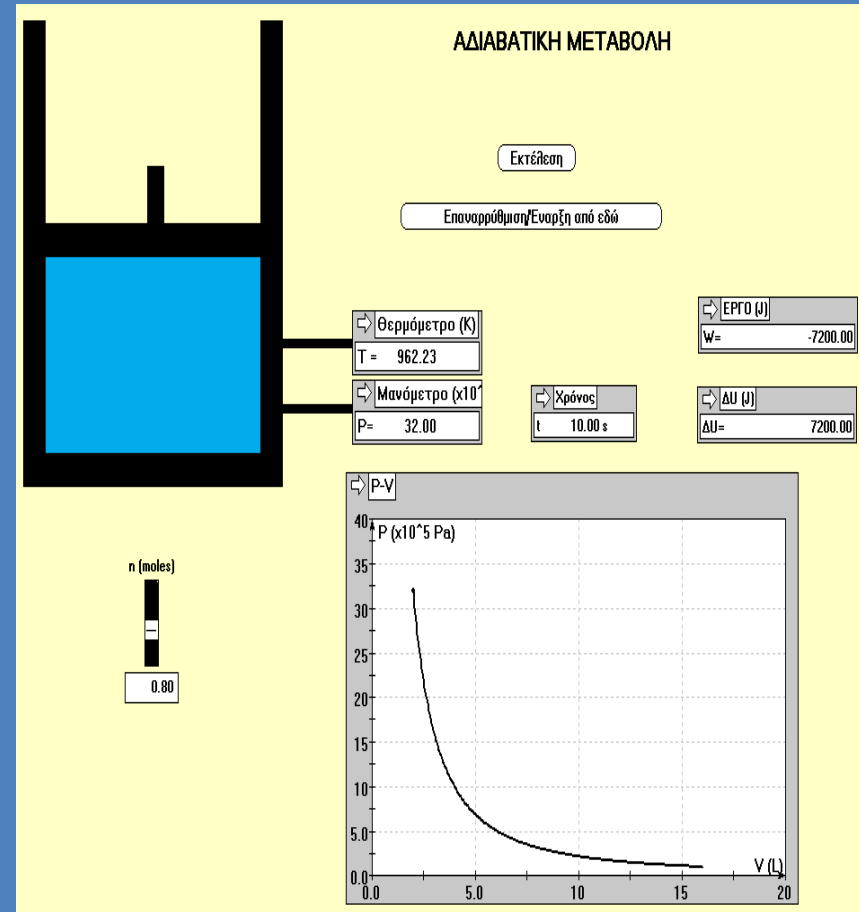 ΑΔΙΑΒΑΤΙΚΗ ΜΕΤΑΒΟΛΗ
Εκτέλεση
Επαναρρύθμιση/Έναρξη από εδώ
Θερμόμετρο (K)
T = 962.23
Μανόμετρο (x10^
P= 32.00
Χρόνος
t 10.00 s
ΕΡΓΟ (J)
W= -7200.00
ΔU (J)
ΔU= 7200.00
n (moles)
0.80
P-V
P (x10^5 Pa)
40
35
30
25
20
15
10
5.0
0.0
V (L)
0.0 5.0 10 15 20